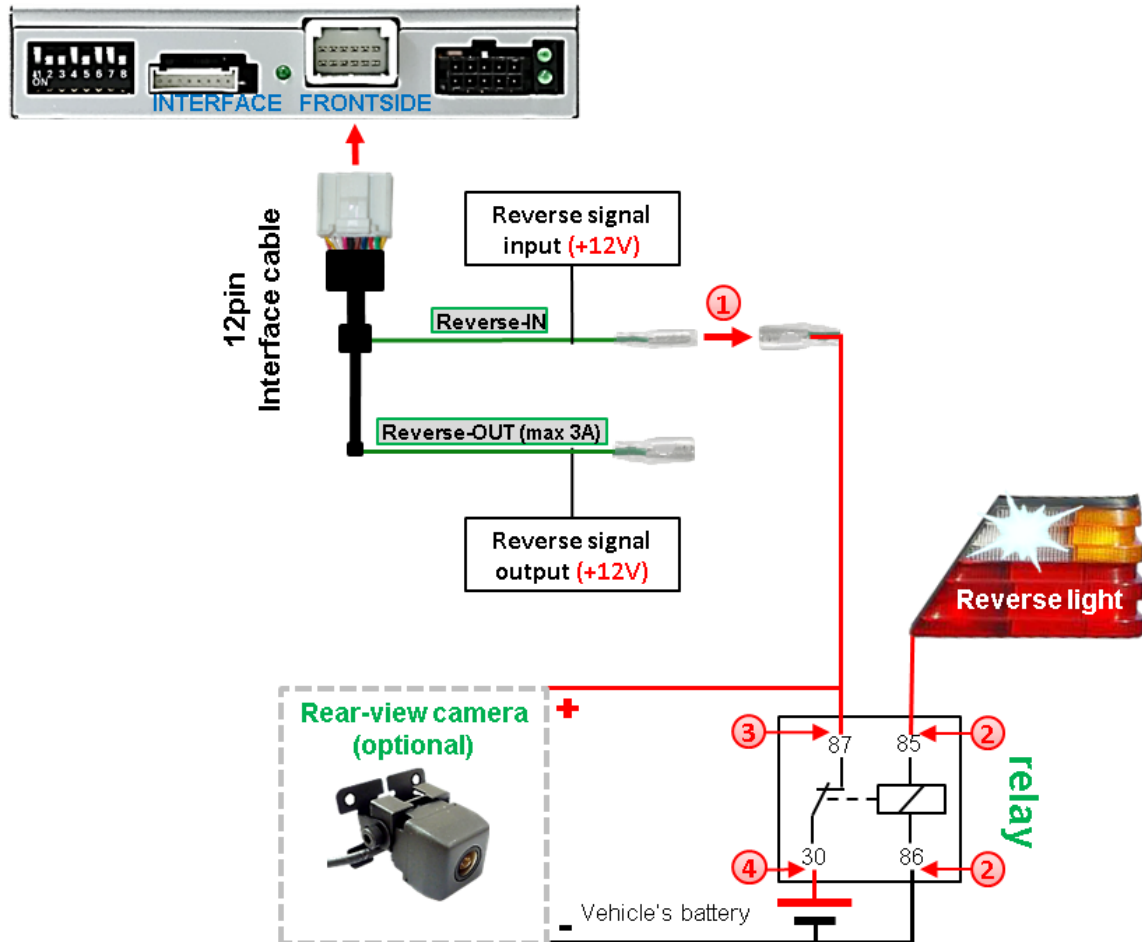 1 2 3 4 5 6 7 8
ON
INTERFACE
FRONTSIDE
12pin
Interface cable
Reverse signal
input (+12V)
Reverse-IN
1
Reverse-OUT (max 3A)
Reverse signal
output (+12V)
Reverse light
Rear-view camera
(optional)
+
3
87
85
2
relay
4
30
86
2
-
Vehicle's battery